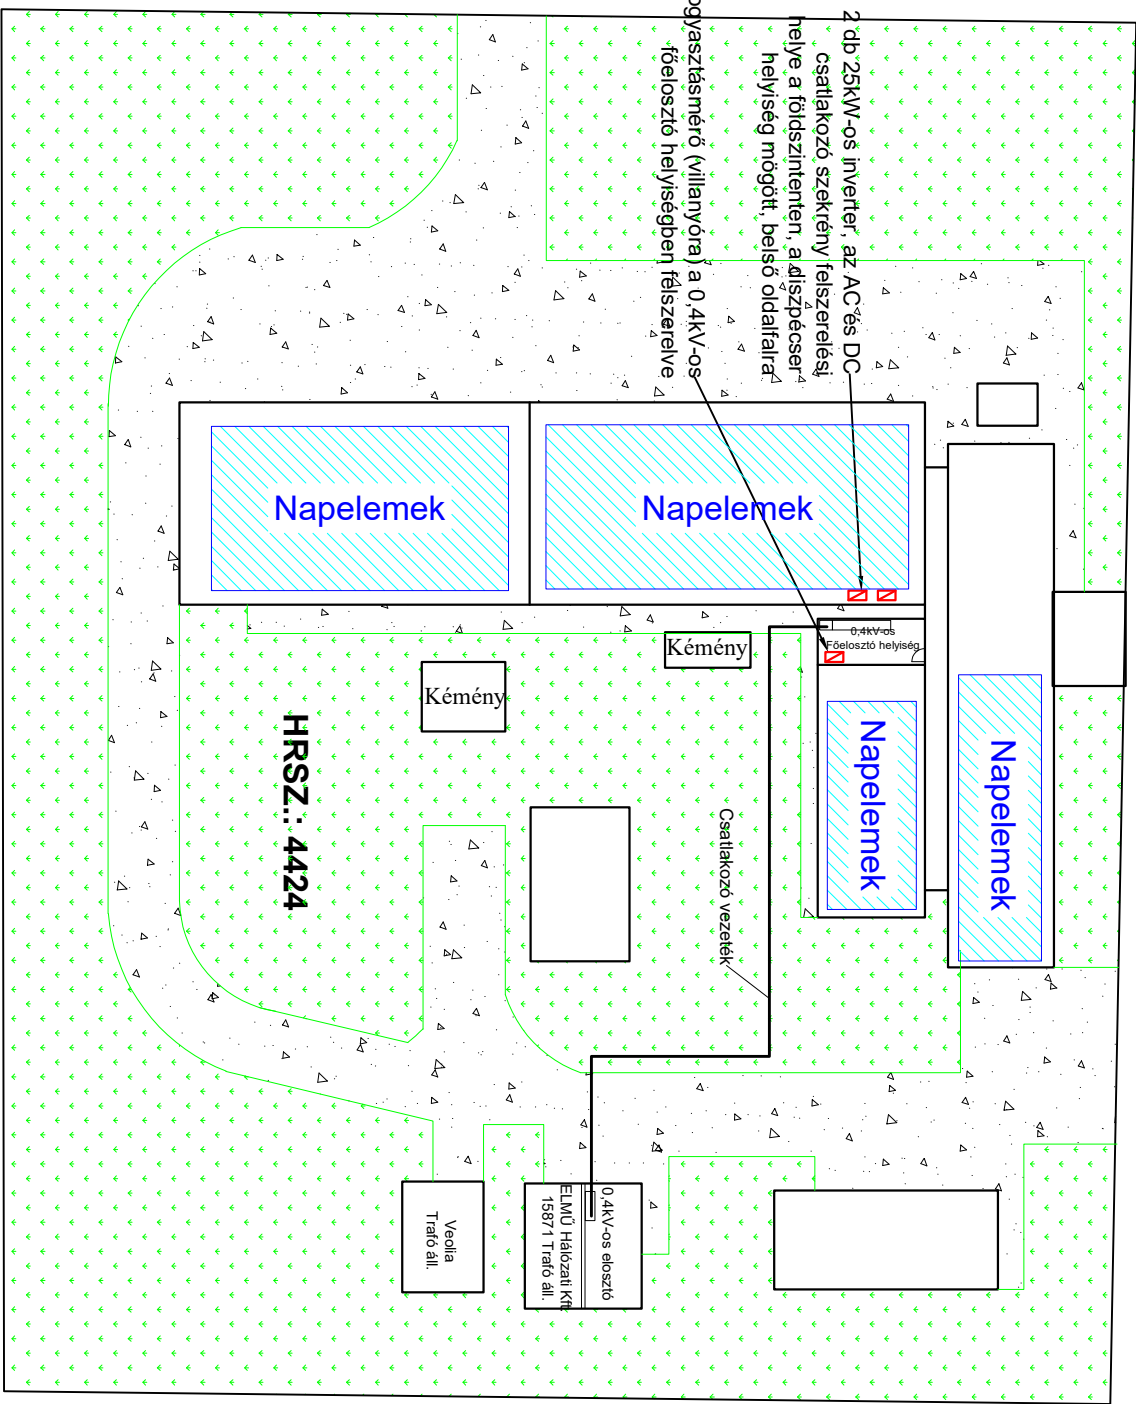 2 db 25kW-os inverter, az AC és DC
csatlakozó szekrény felszerelési
helye a földszintenten, a diszpécser
helyiség mögött, belső oldalfalra
ogyasztásmérő (villanyóra) a 0,4kV-os
főelosztó helyiségben felszerelve
Napelemek
Napelemek
0,4kV-os
Főelosztó helyiség
Kémény
Kémény
Napelemek
Napelemek
HRSZ.: 4424
Csatlakozó vezeték
0,4kV-os elosztó
ELMŰ Hálózati Kft.
15871 Trafó áll.
Veolia
Trafó áll.